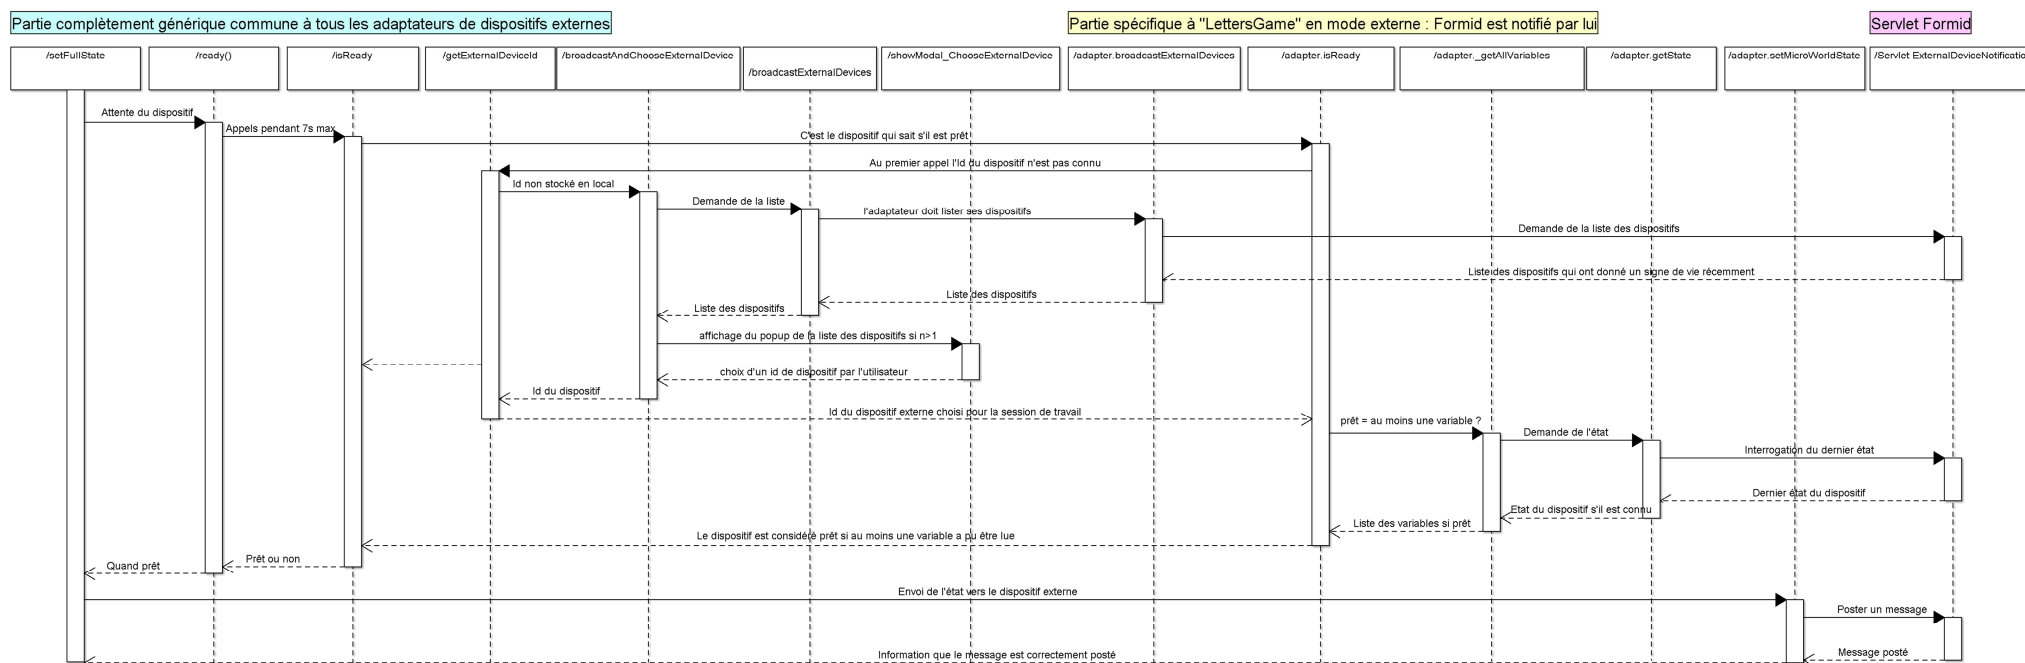 Partie complètement générique commune à tous les adaptateurs de dispositifs externes
Partie spécifique à "LettersGame" en mode externe : Formid est notifié par lui
Servlet Formid
/setFullState
/ready()
/isReady
/getExternalDeviceId
/broadcastAndChooseExternalDevice
/broadcastExternalDevices
/showModal_ChooseExternalDevice
/adapter.broadcastExternalDevices
/adapter.isReady
/adapter._getAllVariables
/adapter.getState
/adapter.setMicroWorldState
/Servlet ExternalDeviceNotificatio
Attente du dispositif
Appels pendant 7s max
C'est le dispositif qui sait s'il est prêt
Au premier appel l'Id du dispositif n'est pas connu
Id non stocké en local
Demande de la liste
l'adaptateur doit lister ses dispositifs
Demande de la liste des dispositifs
Liste des dispositifs qui ont donné un signe de vie récemment
Liste des dispositifs
Liste des dispositifs
affichage du popup de la liste des dispositifs si n>1
choix d'un id de dispositif par l'utilisateur
Id du dispositif
Id du dispositif externe choisi pour la session de travail
prêt = au moins une variable ?
Demande de l'état
Interrogation du dernier état
Dernier état du dispositif
Etat du dispositif s'il est connu
Liste des variables si prêt
Le dispositif est considéré prêt si au moins une variable a pu être lue
Prêt ou non
Quand prêt
Envoi de l'état vers le dispositif externe
Poster un message
Message posté
Information que le message est correctement posté